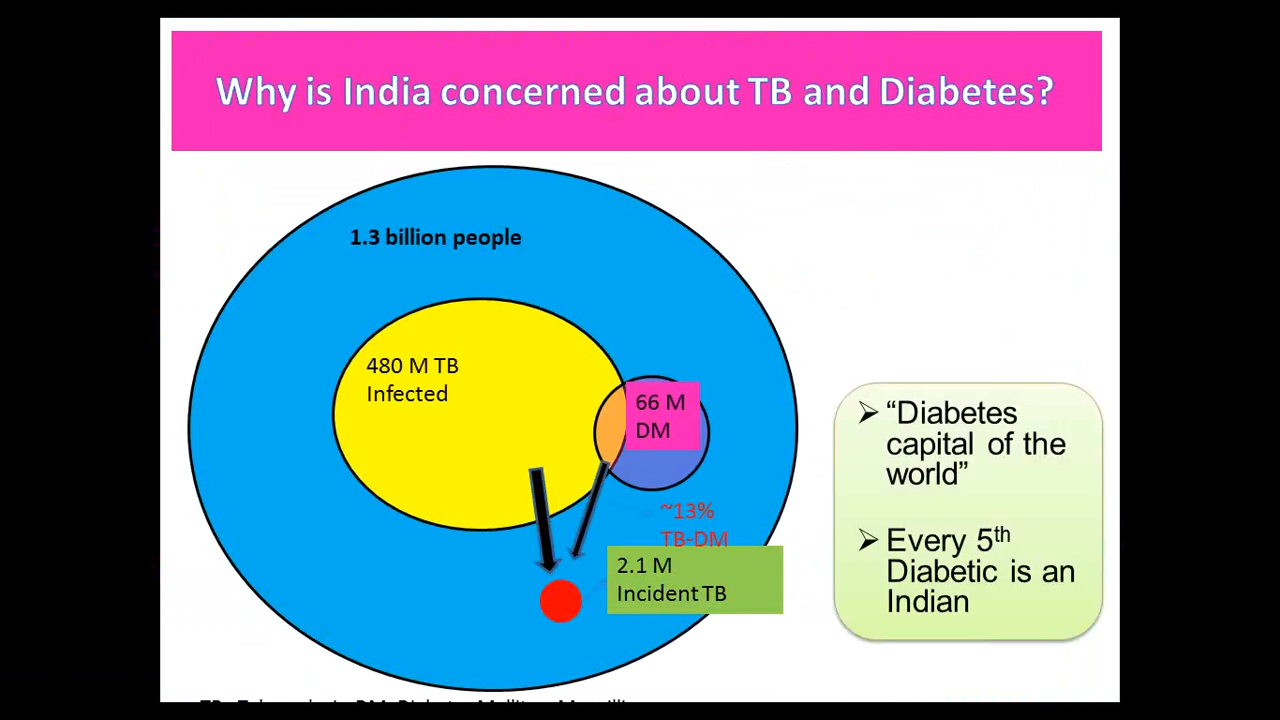 Why is India concerned about TB and Diabetes?
1.3 billion people
480 M TB
Infected
66 M
DM
~13%
TB-DM
2.1 M
Incident TB
➢ “Diabetes
capital of the
world”
➢ Every 5th
Diabetic is an
Indian